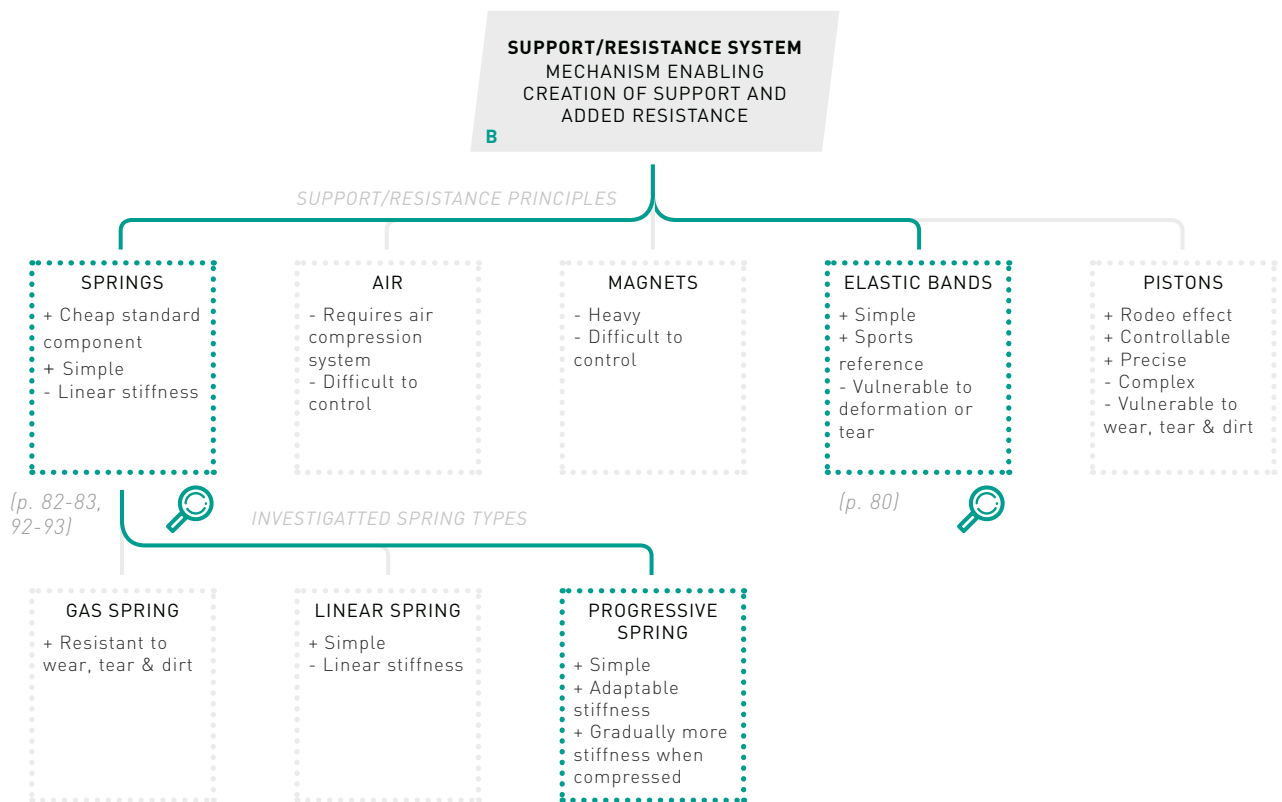 SUPPORT/RESISTANCE SYSTEM
MECHANISM ENABLING
CREATION OF SUPPORT AND
ADDED RESISTANCE
B
SUPPORT/RESISTANCE PRINCIPLES
SPRINGS
+ Cheap standard
component
+ Simple
- Linear stiffness
AIR
- Requires air
compression
system
- Difficult to
control
MAGNETS
- Heavy
- Difficult to
control
ELASTIC BANDS
+ Simple
+ Sports
reference
- Vulnerable to
deformation or
tear
PISTONS
+ Rodeo effect
+ Controllable
+ Precise
- Complex
- Vulnerable to
wear, tear & dirt
(p. 82-83,
92-93)
(p. 80)
INVESTIGATTED SPRING TYPES
GAS SPRING
+ Resistant to
wear, tear & dirt
LINEAR SPRING
+ Simple
- Linear stiffness
PROGRESSIVE
SPRING
+ Simple
+ Adaptable
stiffness
+ Gradually more
stiffness when
compressed